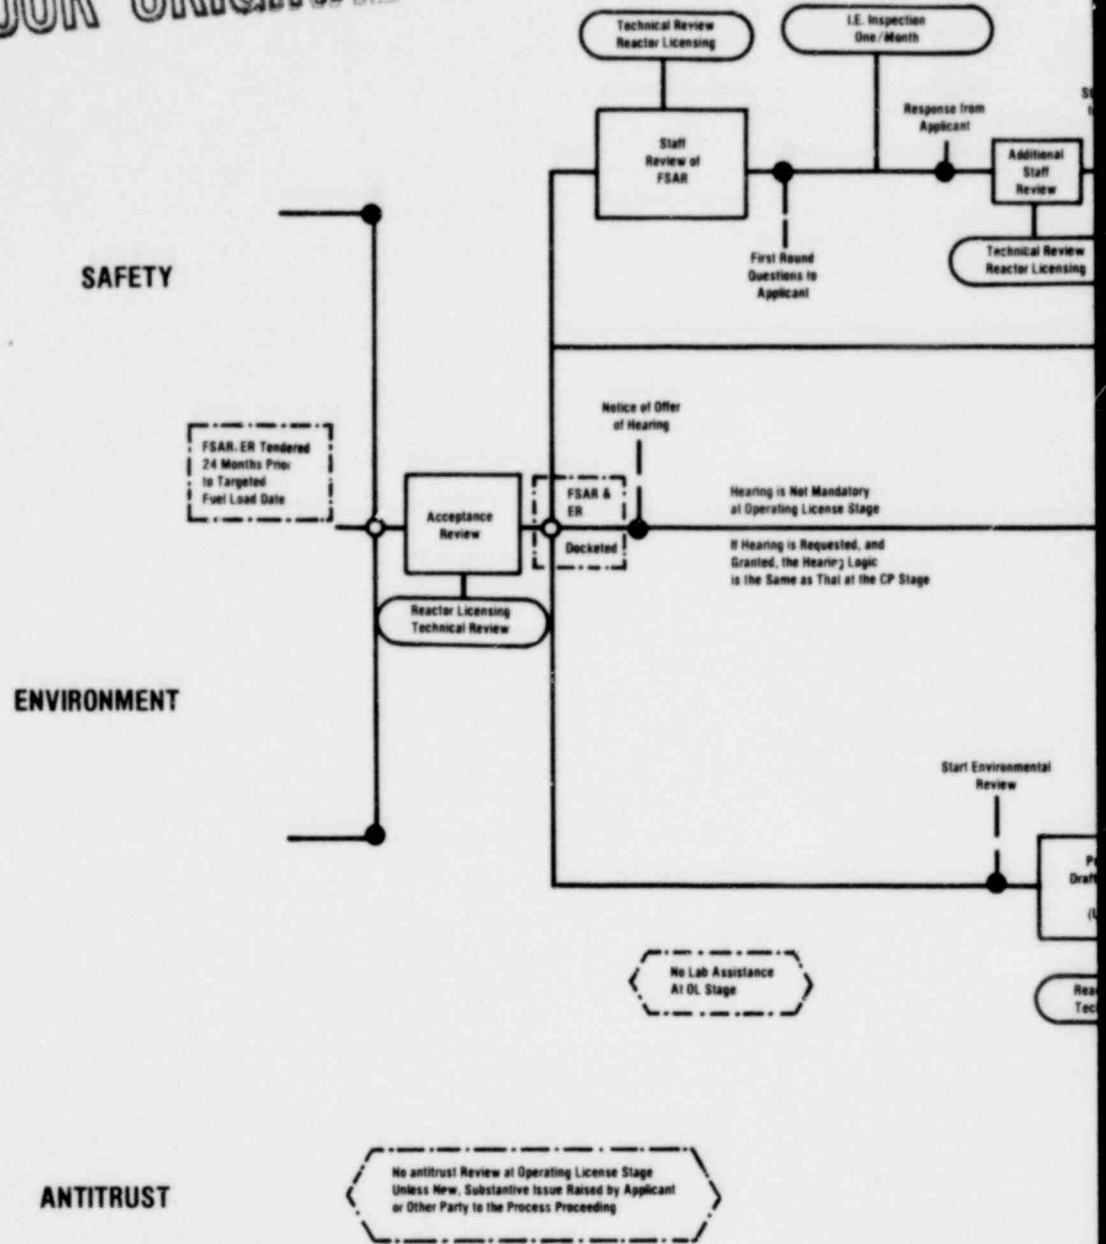 Technical Review
Reactor Licensing
I.E. Inspection
One/Month
Response from
Applicant
Staff
Review of
FSAR
Additional
Staff
Review
First Round
Questions to
Applicant
Technical Review
Reactor Licensing
SAFETY
Notice of Offer
of Hearing
FSAR, ER Tendered
24 Months Prior
to Targeted
Fuel Load Date
Acceptance
Review
FSAR &
ER
Docketed
Hearing is Not Mandatory
at Operating License Stage
If Hearing is Requested, and
Granted, the Hearing Logic
is the Same as That at the CP Stage
Reactor Licensing
Technical Review
ENVIRONMENT
Start Environmental
Review
No Lab Assistance
At OL Stage
ANTITRUST
No antitrust Review at Operating License Stage
Unless New, Substantive Issue Raised by Applicant
or Other Party to the Process Proceeding